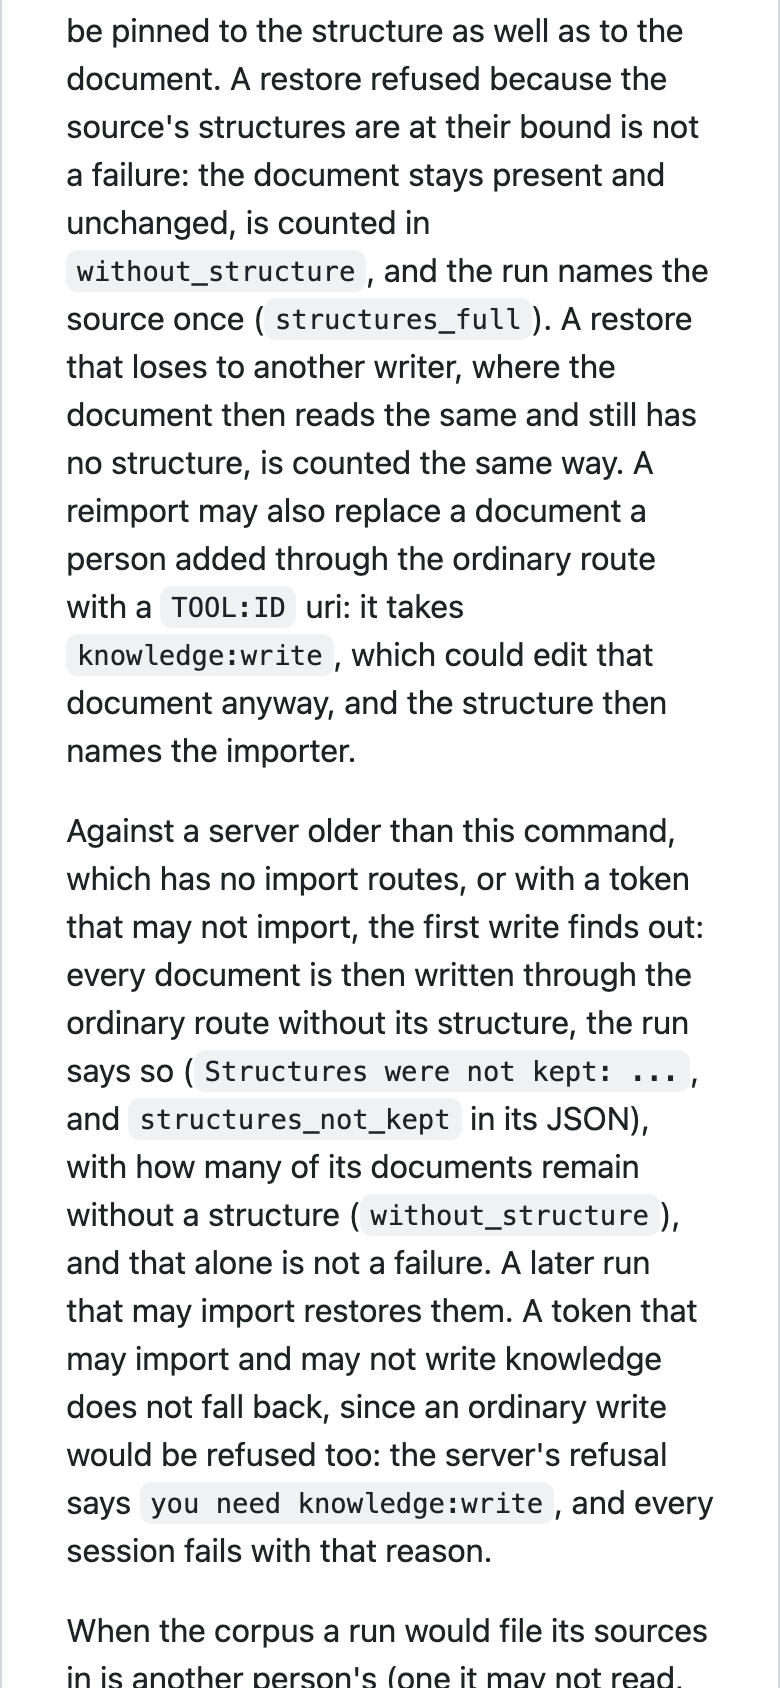 be pinned to the structure as well as to the
document. A restore refused because the
source's structures are at their bound is not
a failure: the document stays present and
unchanged, is counted in
without_structure, and the run names the
source once (structures_full). A restore
that loses to another writer, where the
document then reads the same and still has
no structure, is counted the same way. A
reimport may also replace a document a
person added through the ordinary route
with a TOOL:ID uri: it takes
knowledge:write, which could edit that
document anyway, and the structure then
names the importer.
Against a server older than this command,
which has no import routes, or with a token
that may not import, the first write finds out:
every document is then written through the
ordinary route without its structure, the run
says so (Structures were not kept: ...,
and structures_not_kept in its JSON),
with how many of its documents remain
without a structure (without_structure),
and that alone is not a failure. A later run
that may import restores them. A token that
may import and may not write knowledge
does not fall back, since an ordinary write
would be refused too: the server's refusal
says you need knowledge:write, and every
session fails with that reason.
When the corpus a run would file its sources
in is another person's (one it may not read,